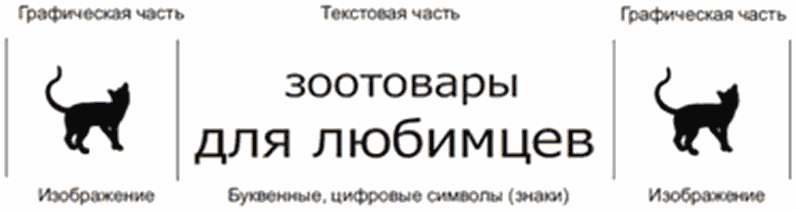 Графическая часть Текстовая часть Графическая часть
зоотовары
для любимцев
Изображение Буквенные, цифровые символы (знаки) Изображение